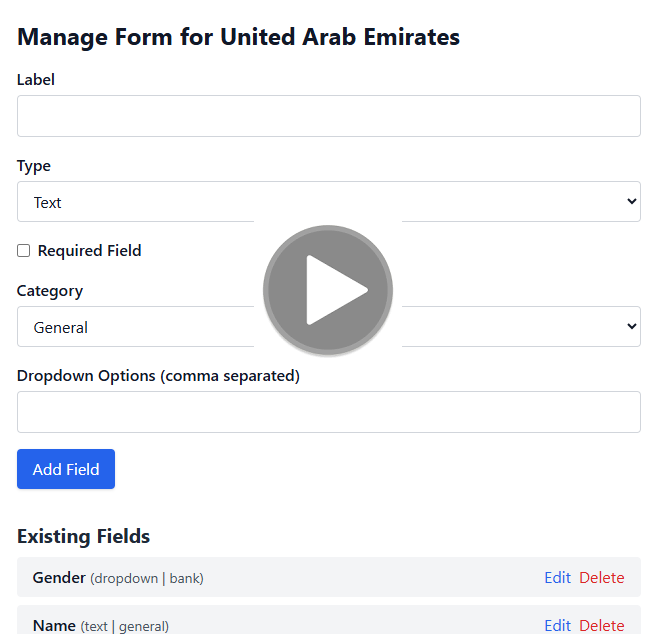 Manage Form for United Arab Emirates
Label
Type
Text
Required Field
Category
General
Dropdown Options (comma separated)
Add Field
Existing Fields
Gender (dropdown | bank) Edit Delete
Name (text | general) Edit Delete